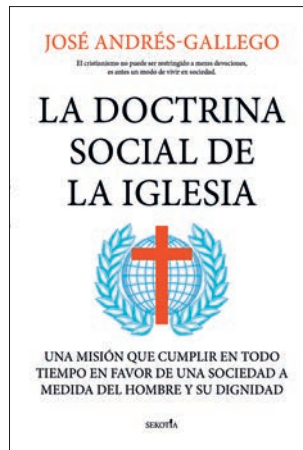 JOSÉ ANDRÉS-GALLEGO
El cristianismo no puede ser restringido a meras devociones,
es antes un modo de vivir en sociedad.
LA DOCTRINA
SOCIAL DE
LA IGLESIA
UNA MISIÓN QUE CUMPLIR EN TODO
TIEMPO EN FAVOR DE UNA SOCIEDAD A
MEDIDA DEL HOMBRE Y SU DIGNIDAD
SEKOTIA